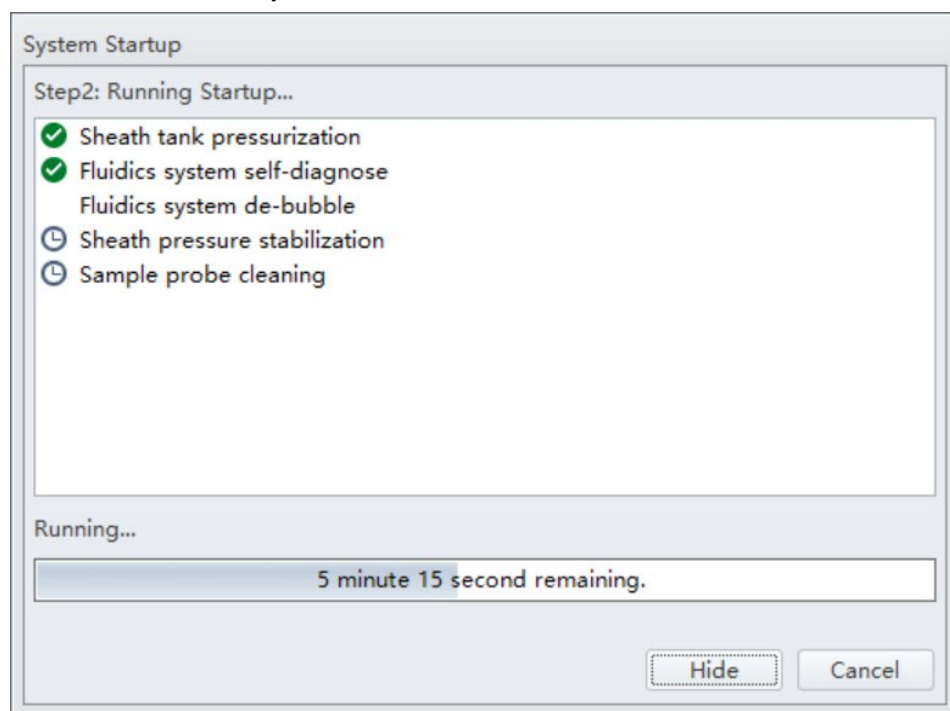 System Startup
Step2: Running Startup...
Sheath tank pressurization
Fluidics system self-diagnose
Fluidics system de-bubble
Sheath pressure stabilization
Sample probe cleaning
Running...
5 minute 15 second remaining.
Hide
Cancel